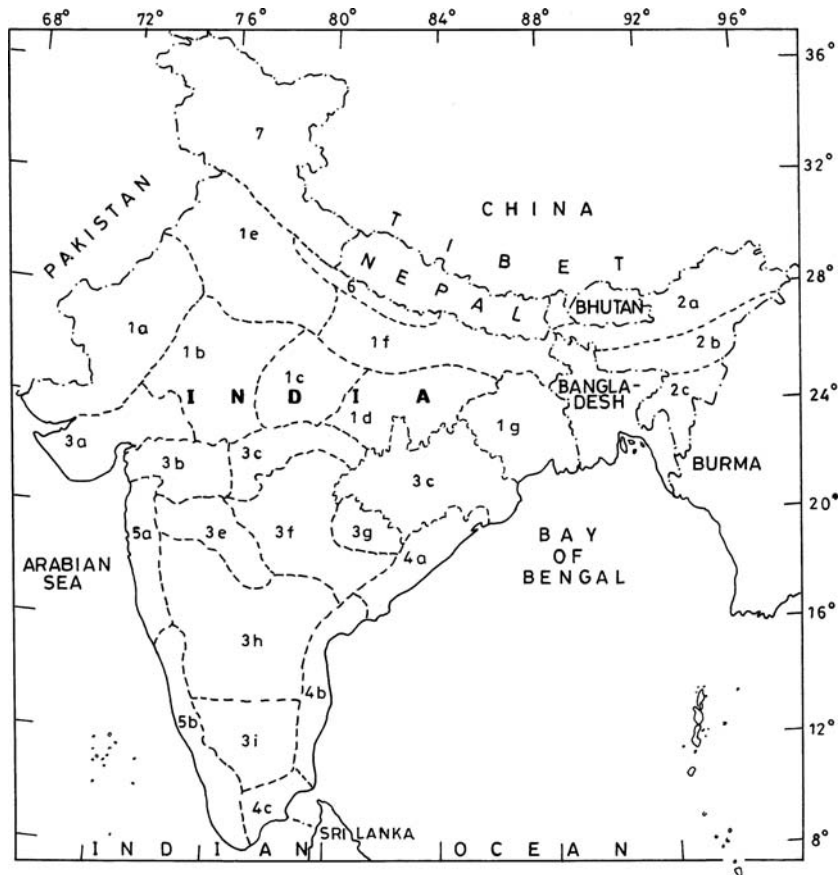 68° 72° 76° 80° 84° 88° 92° 96°
36°
7
32°
PAKISTAN
CHINA
TIBET
1e
NEPAL
28°
6
BHUTAN
2a
1a
1f
2b
1b
1c
INDIA
BANGLA-
DESH
2c
24°
1d
3a
1g
3b
3c
BURMA
3c
20°
5a
3e
3f
3g
4a
ARABIAN
SEA
BAY
OF
BENGAL
16°
3h
4b
5b
12°
3i
4c
SRI LANKA
8°
INDIAN OCEAN